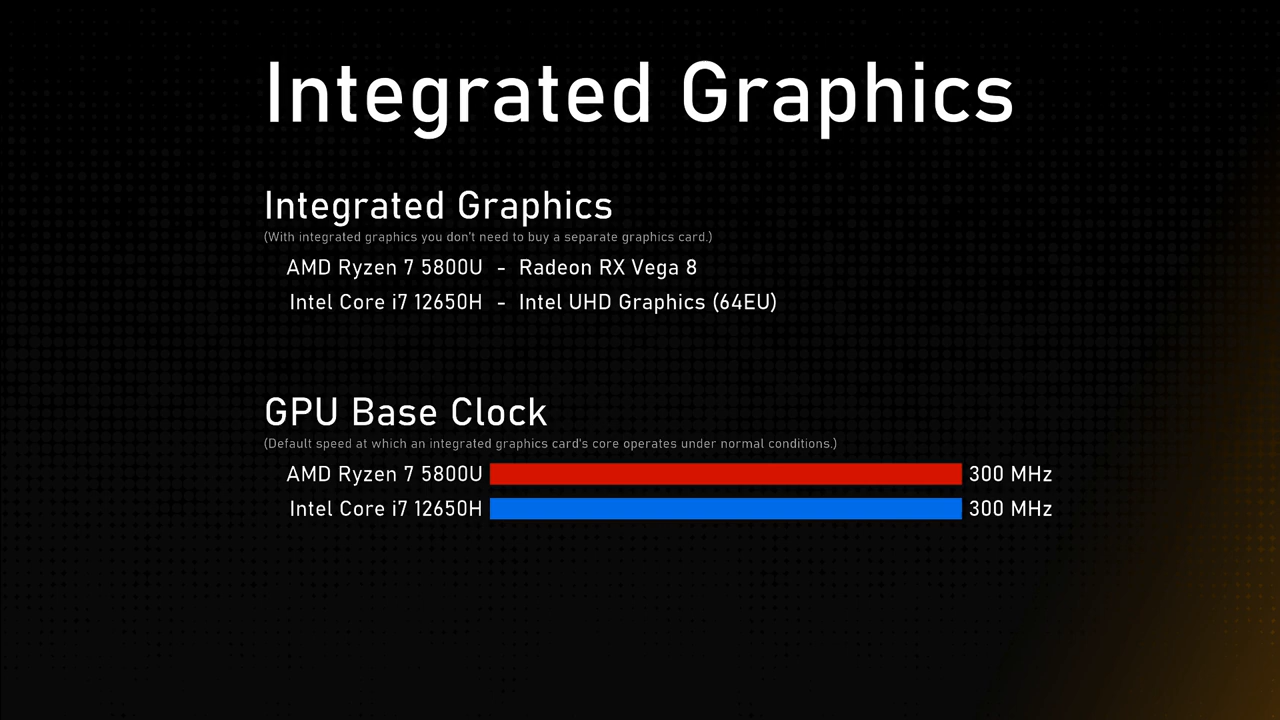 Integrated Graphics
Integrated Graphics
(With integrated graphics you don't need to buy a separate graphics card.)
AMD Ryzen 7 5800U - Radeon RX Vega 8
Intel Core i7 12650H - Intel UHD Graphics (64EU)
GPU Base Clock
(Default speed at which an integrated graphics card's core operates under normal conditions.)
AMD Ryzen 7 5800U 300 MHz
Intel Core i7 12650H 300 MHz